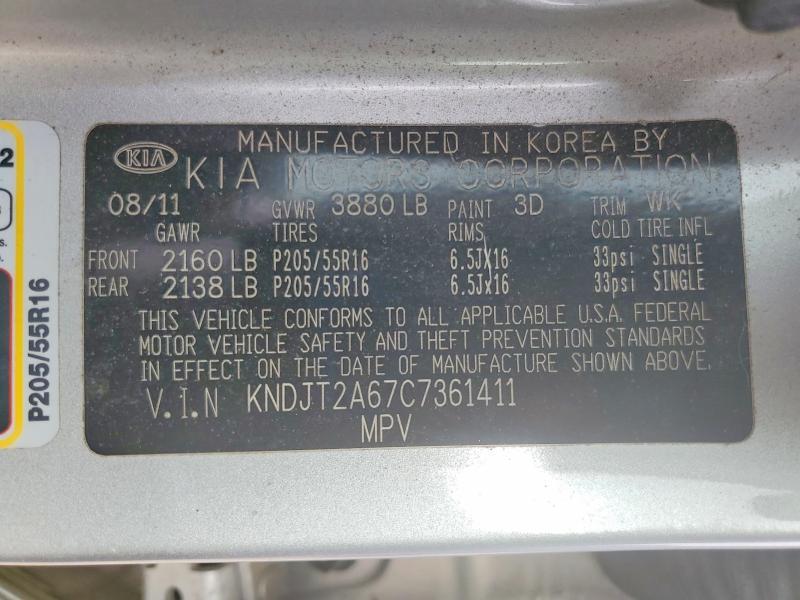 MANUFACTURED IN KOREA BY
KIA KIA MOTORS CORPORATION
08/11 GVWR 3880 LB PAINT 3D TRIM WK
GAWR TIRES RIMS COLD TIRE INFL
FRONT 2160 LB P205/55R16 6.5JX16 33psi SINGLE
REAR 2138 LB P205/55R16 6.5Jx16 33psi SINGLE
THIS VEHICLE CONFORMS TO ALL APPLICABLE U.S.A. FEDERAL
MOTOR VEHICLE SAFETY AND THEFT PREVENTION STANDARDS
IN EFFECT ON THE DATE OF MANUFACTURE SHOWN ABOVE.
V.I.N KNDJT2A67C7361411
MPV
2
s.
P205/55R16